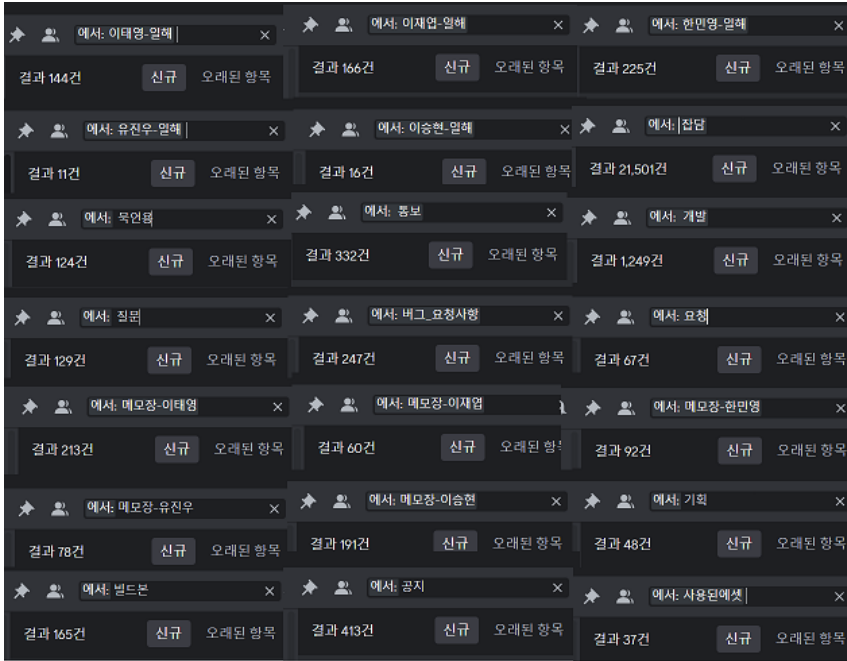 에서: 이태영-일해
결과 144건 신규 오래된 항목
에서: 이재엽-일해
결과 166건 신규 오래된 항목
에서: 한민영-일해
결과 225건 신규 오래된 항목
에서: 유진우-일해
결과 11건 신규 오래된 항목
에서: 이승현-일해
결과 16건 신규 오래된 항목
에서: 잡담
결과 21,501건 신규 오래된 항목
에서: 묵언용
결과 124건 신규 오래된 항목
에서: 통보
결과 332건 신규 오래된 항목
에서: 개발
결과 1,249건 신규 오래된 항목
에서: 질문
결과 129건 신규 오래된 항목
에서: 버그_요청사항
결과 247건 신규 오래된 항목
에서: 요청
결과 67건 신규 오래된 항목
에서: 메모장-이태영
결과 213건 신규 오래된 항목
에서: 메모장-이재엽
결과 60건 신규 오래된 항
에서: 메모장-한민영
결과 92건 신규 오래된 항목
에서: 메모장-유진우
결과 78건 신규 오래된 항목
에서: 메모장-이승현
결과 191건 신규 오래된 항목
에서: 기획
결과 48건 신규 오래된 항목
에서: 빌드본
결과 165건 신규 오래된 항목
에서: 공지
결과 413건 신규 오래된 항목
에서: 사용된에셋
결과 37건 신규 오래된 항목